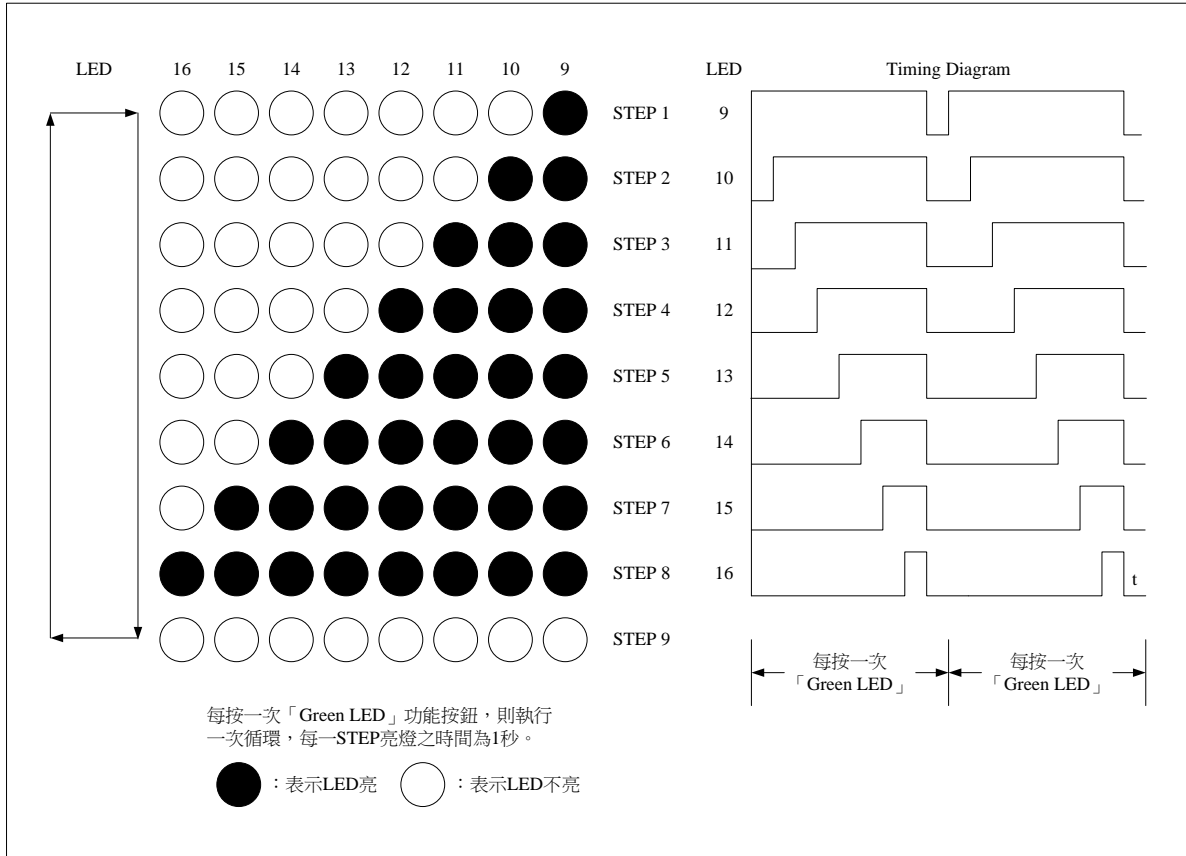 LED 16 15 14 13 12 11 10 9
STEP 1
STEP 2
STEP 3
STEP 4
STEP 5
STEP 6
STEP 7
STEP 8
STEP 9
LED Timing Diagram
9
10
11
12
13
14
15
16
t
每按一次
「Green LED」
每按一次
「Green LED」
每按一次「Green LED」功能按鈕,則執行
一次循環,每一STEP亮燈之時間為1秒。
:表示LED亮
:表示LED不亮